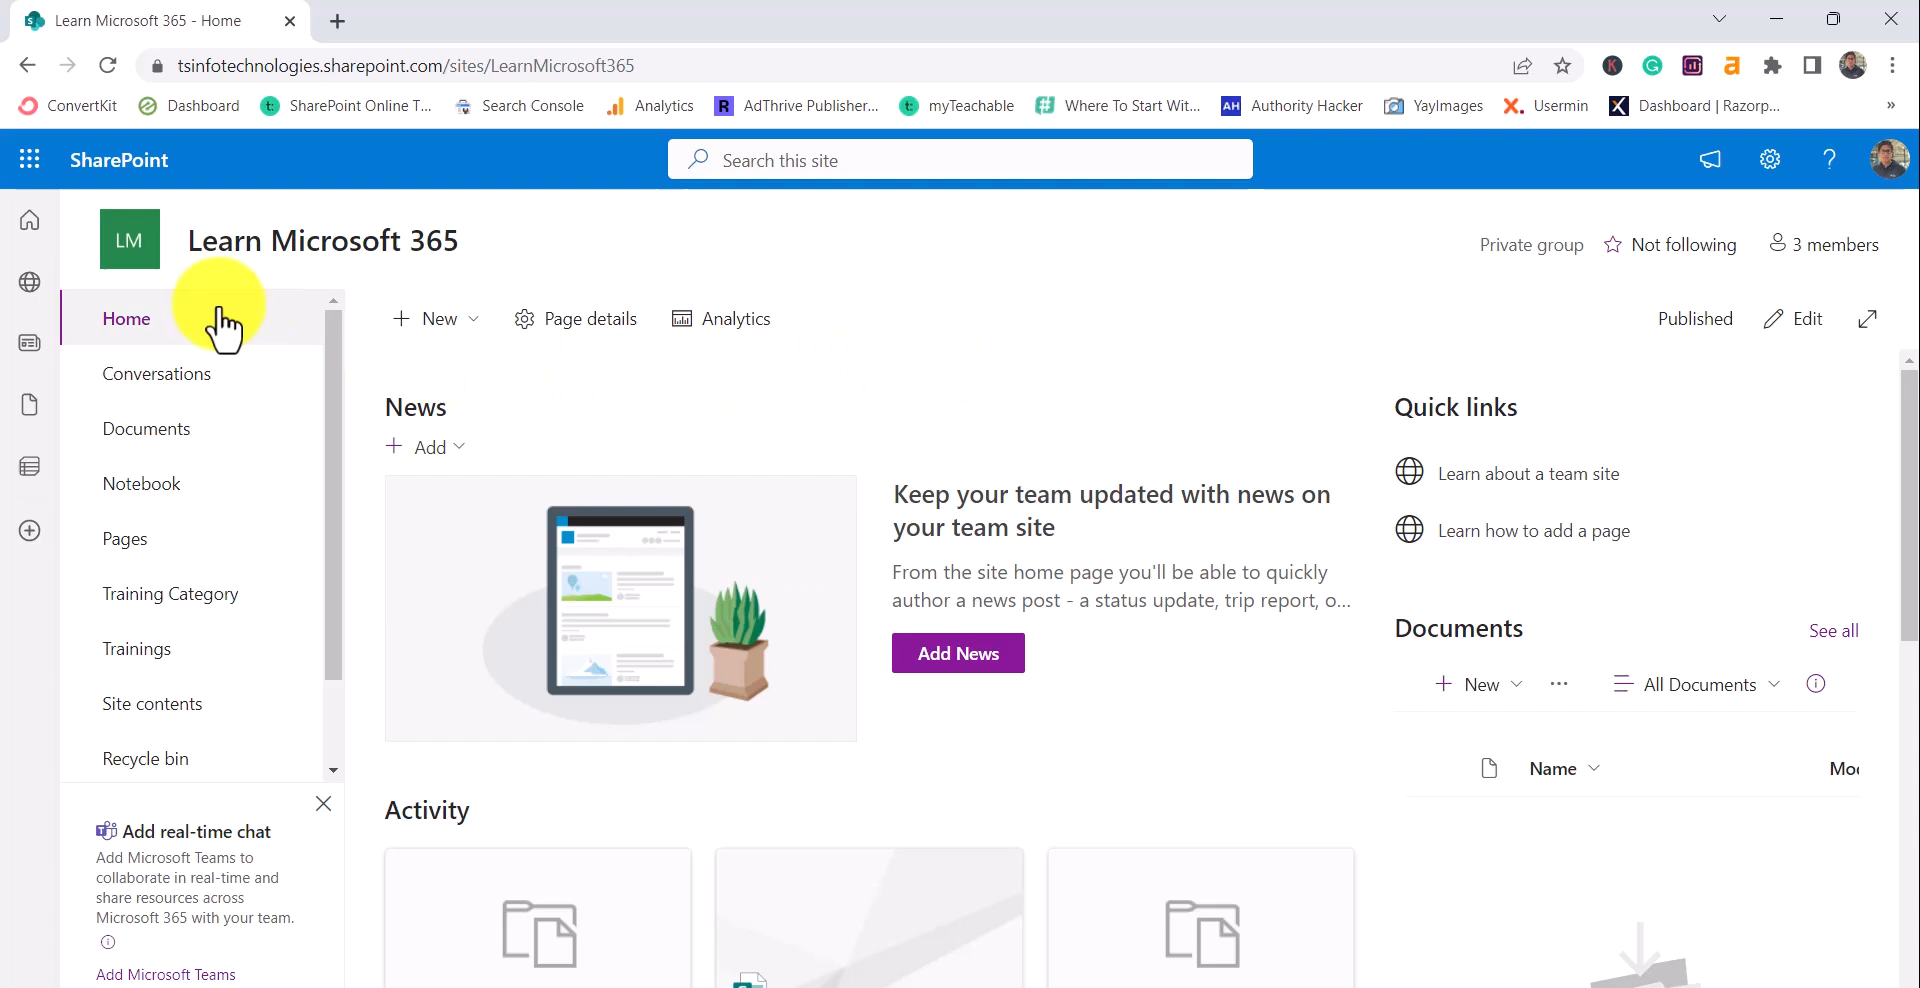 Learn Microsoft 365 - Home
tsinfotechnologies.sharepoint.com/sites/LearnMicrosoft365
ConvertKit
Dashboard
SharePoint Online T...
Search Console
Analytics
AdThrive Publisher...
myTeachable
Where To Start Wit...
AH Authority Hacker
YayImages
Usermin
Dashboard | Razorp...
»
SharePoint
Search this site
LM
Learn Microsoft 365
Private group
Not following
3 members
Home
Conversations
Documents
Notebook
Pages
Training Category
Trainings
Site contents
Recycle bin
Add real-time chat
Add Microsoft Teams to
collaborate in real-time and
share resources across
Microsoft 365 with your team.
Add Microsoft Teams
New
Page details
Analytics
Published
Edit
News
Add
Keep your team updated with news on
your team site
From the site home page you'll be able to quickly
author a news post - a status update, trip report, o...
Add News
Activity
Quick links
Learn about a team site
Learn how to add a page
Documents
See all
New
All Documents
Name
Moc